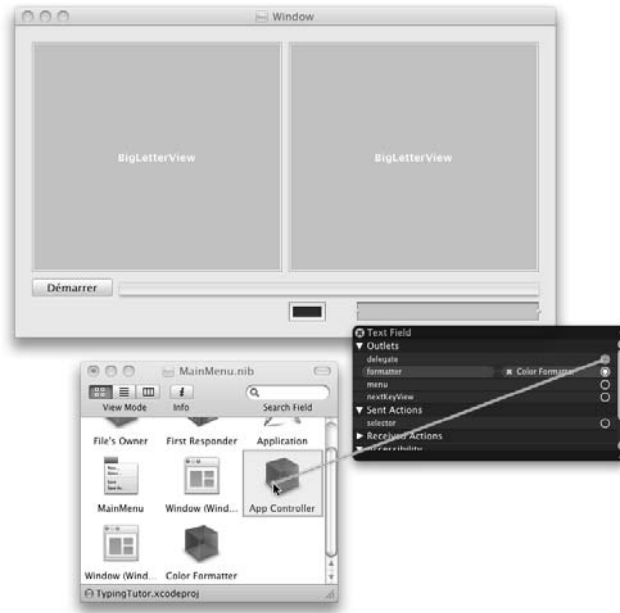 Window
BigLetterView
BigLetterView
Démarrer
Text Field
Outlets
delegate
formatter
Color Formatter
menu
nextKeyView
Sent Actions
selector
Received Actions
Accessibility
MainMenu.nib
View Mode
Info
Search Field
File's Owner
First Responder
Application
MainMenu
Window (Wind...
App Controller
Window (Wind...
Color Formatter
TypingTutor.xcodeproj